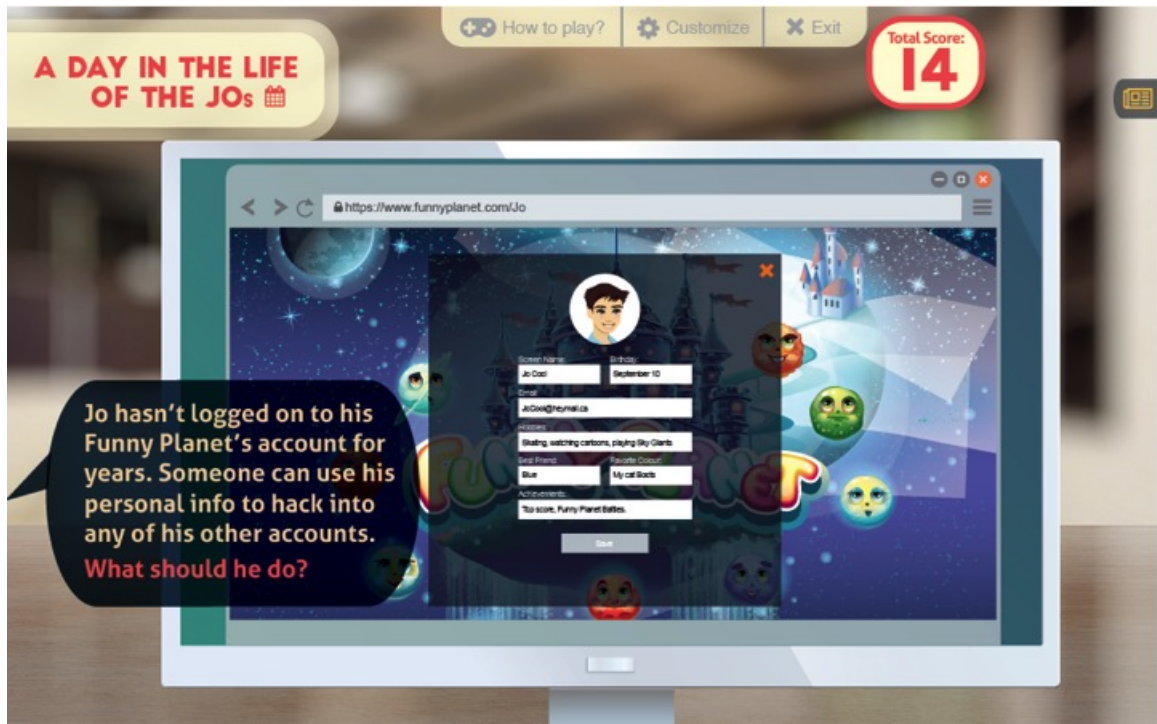 How to play?
Customize
Exit
A DAY IN THE LIFE
OF THE JOs
Total Score:
14
https://www.funnyplanet.com/Jo
Screen Name:
Birthday:
Jo Cool
September 10
Email:
JoCool@heymail.ca
Hobbies:
Skating, watching cartoons, playing Sky Giants
Best Friend:
Favorite Colour:
Blue
My cat Boots
Achievements:
Top score, Funny Planet Battles.
Save
FUNNY PLANET
Jo hasn't logged on to his
Funny Planet's account for
years. Someone can use his
personal info to hack into
any of his other accounts.
What should he do?